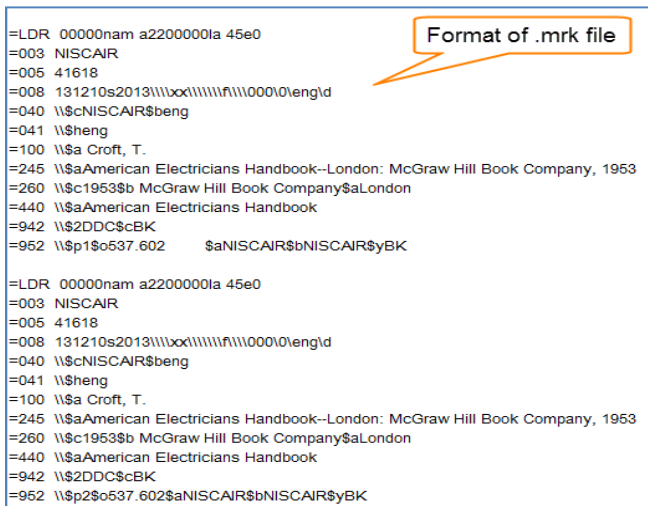 Format of .mrk file
=LDR  00000nam a2200000Ia 45e0
=003  NISCAIR
=005  41618
=008  131210s2013\\\\xx\\\\\\\f\\\\000\0\eng\d
=040  \\$cNISCAIR$beng
=041  \\$heng
=100  \\$a Croft, T.
=245  \\$aAmerican Electricians Handbook--London: McGraw Hill Book Company, 1953
=260  \\$c1953$b McGraw Hill Book Company$aLondon
=440  \\$aAmerican Electricians Handbook
=942  \\$2DDC$cBK
=952  \\$p1$o537.602      $aNISCAIR$bNISCAIR$yBK
=LDR  00000nam a2200000Ia 45e0
=003  NISCAIR
=005  41618
=008  131210s2013\\\\xx\\\\\\\f\\\\000\0\eng\d
=040  \\$cNISCAIR$beng
=041  \\$heng
=100  \\$a Croft, T.
=245  \\$aAmerican Electricians Handbook--London: McGraw Hill Book Company, 1953
=260  \\$c1953$b McGraw Hill Book Company$aLondon
=440  \\$aAmerican Electricians Handbook
=942  \\$2DDC$cBK
=952  \\$p2$o537.602$aNISCAIR$bNISCAIR$yBK